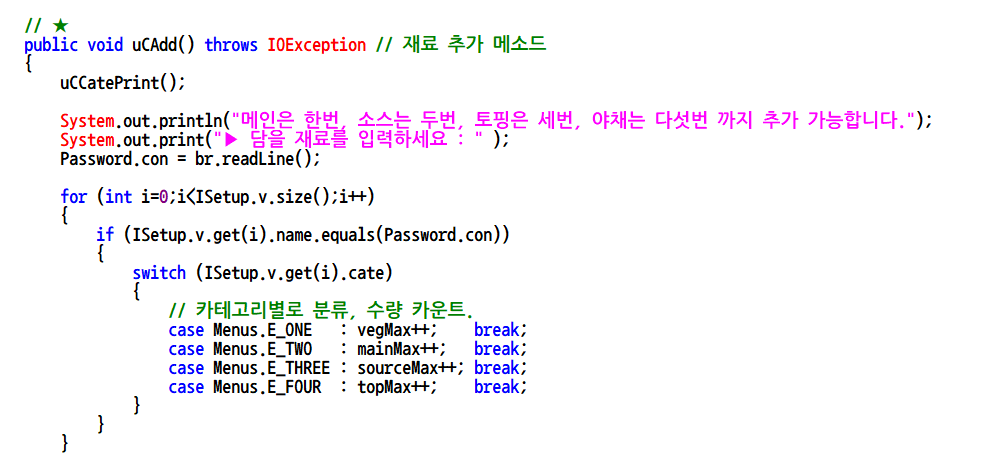 // ★
public void uCAdd() throws IOException // 재료 추가 메소드
{
    uCCatePrint();

    System.out.println("메인은 한번, 소스는 두번, 토핑은 세번, 야채는 다섯번 까지 추가 가능합니다.");
    System.out.print("▶ 담을 재료를 입력하세요 : " );
    Password.con = br.readLine();

    for (int i=0;i<ISetup.v.size();i++)
    {
        if (ISetup.v.get(i).name.equals(Password.con))
        {
            switch (ISetup.v.get(i).cate)
            {
                // 카테고리별로 분류, 수량 카운트.
                case Menus.E_ONE   : vegMax++;    break;
                case Menus.E_TWO   : mainMax++;   break;
                case Menus.E_THREE : sourceMax++; break;
                case Menus.E_FOUR  : topMax++;    break;
            }
        }
    }